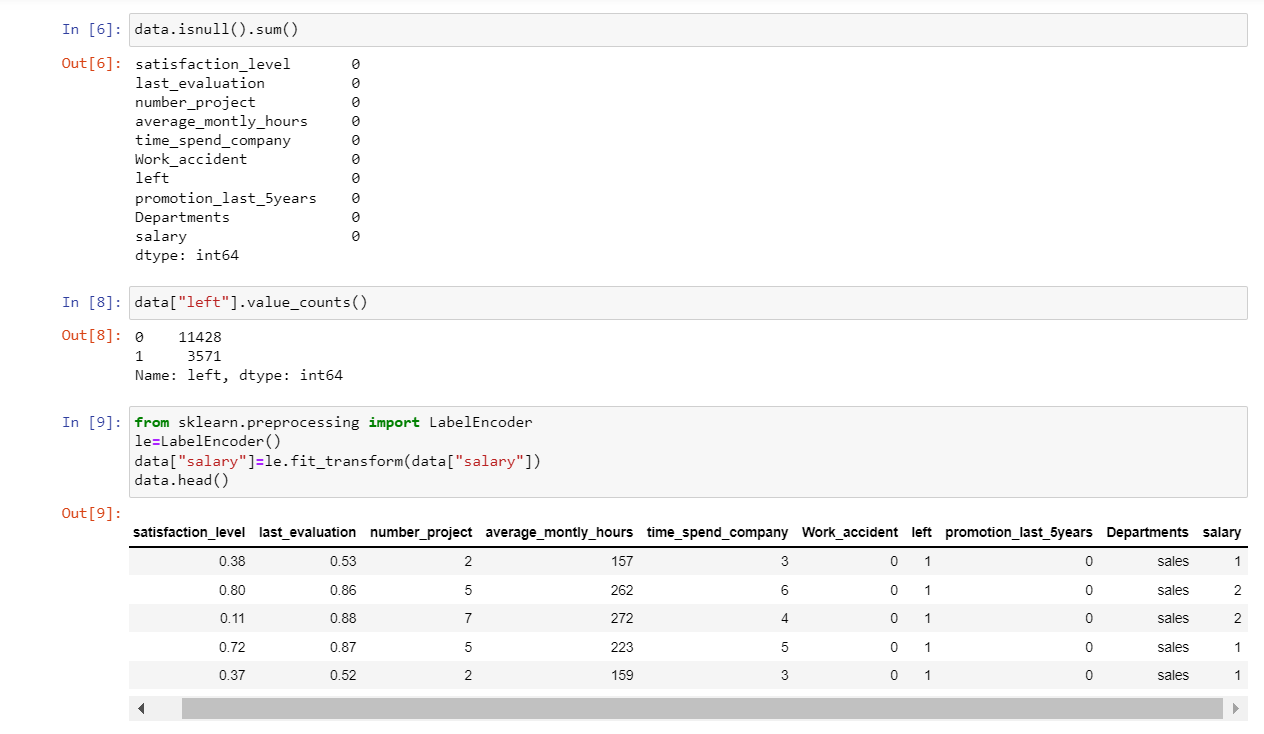 In [6]: data.isnull().sum()
Out[6]: satisfaction_level 0
last_evaluation 0
number_project 0
average_montly_hours 0
time_spend_company 0
Work_accident 0
left 0
promotion_last_5years 0
Departments 0
salary 0
dtype: int64
In [8]: data["left"].value_counts()
Out[8]: 0 11428
1 3571
Name: left, dtype: int64
In [9]: from sklearn.preprocessing import LabelEncoder
le=LabelEncoder()
data["salary"]=le.fit_transform(data["salary"])
data.head()
Out[9]:
satisfaction_level last_evaluation number_project average_montly_hours time_spend_company Work_accident left promotion_last_5years Departments salary
0.38 0.53 2 157 3 0 1 0 sales 1
0.80 0.86 5 262 6 0 1 0 sales 2
0.11 0.88 7 272 4 0 1 0 sales 2
0.72 0.87 5 223 5 0 1 0 sales 1
0.37 0.52 2 159 3 0 1 0 sales 1